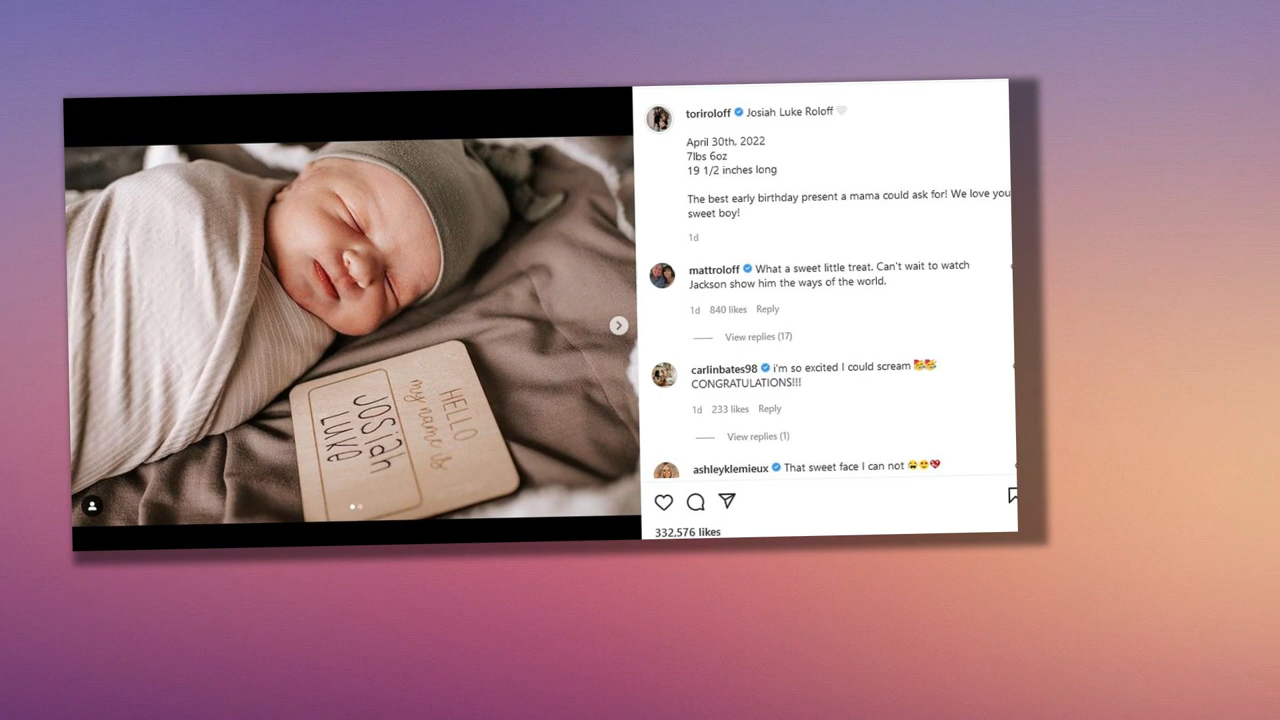 toriroloff Josiah Luke Roloff 🤍
April 30th, 2022
7lbs 6oz
19 1/2 inches long
The best early birthday present a mama could ask for! We love you
sweet boy!
1d
mattroloff What a sweet little treat. Can't wait to watch
Jackson show him the ways of the world.
1d 840 likes Reply
View replies (17)
carlinbates98 i'm so excited I could scream 🥳🥳
CONGRATULATIONS!!!
1d 233 likes Reply
View replies (1)
ashleyklemieux That sweet face I can not 😩😍💖
332,576 likes
HELLO
my name is
Josiah
Luke